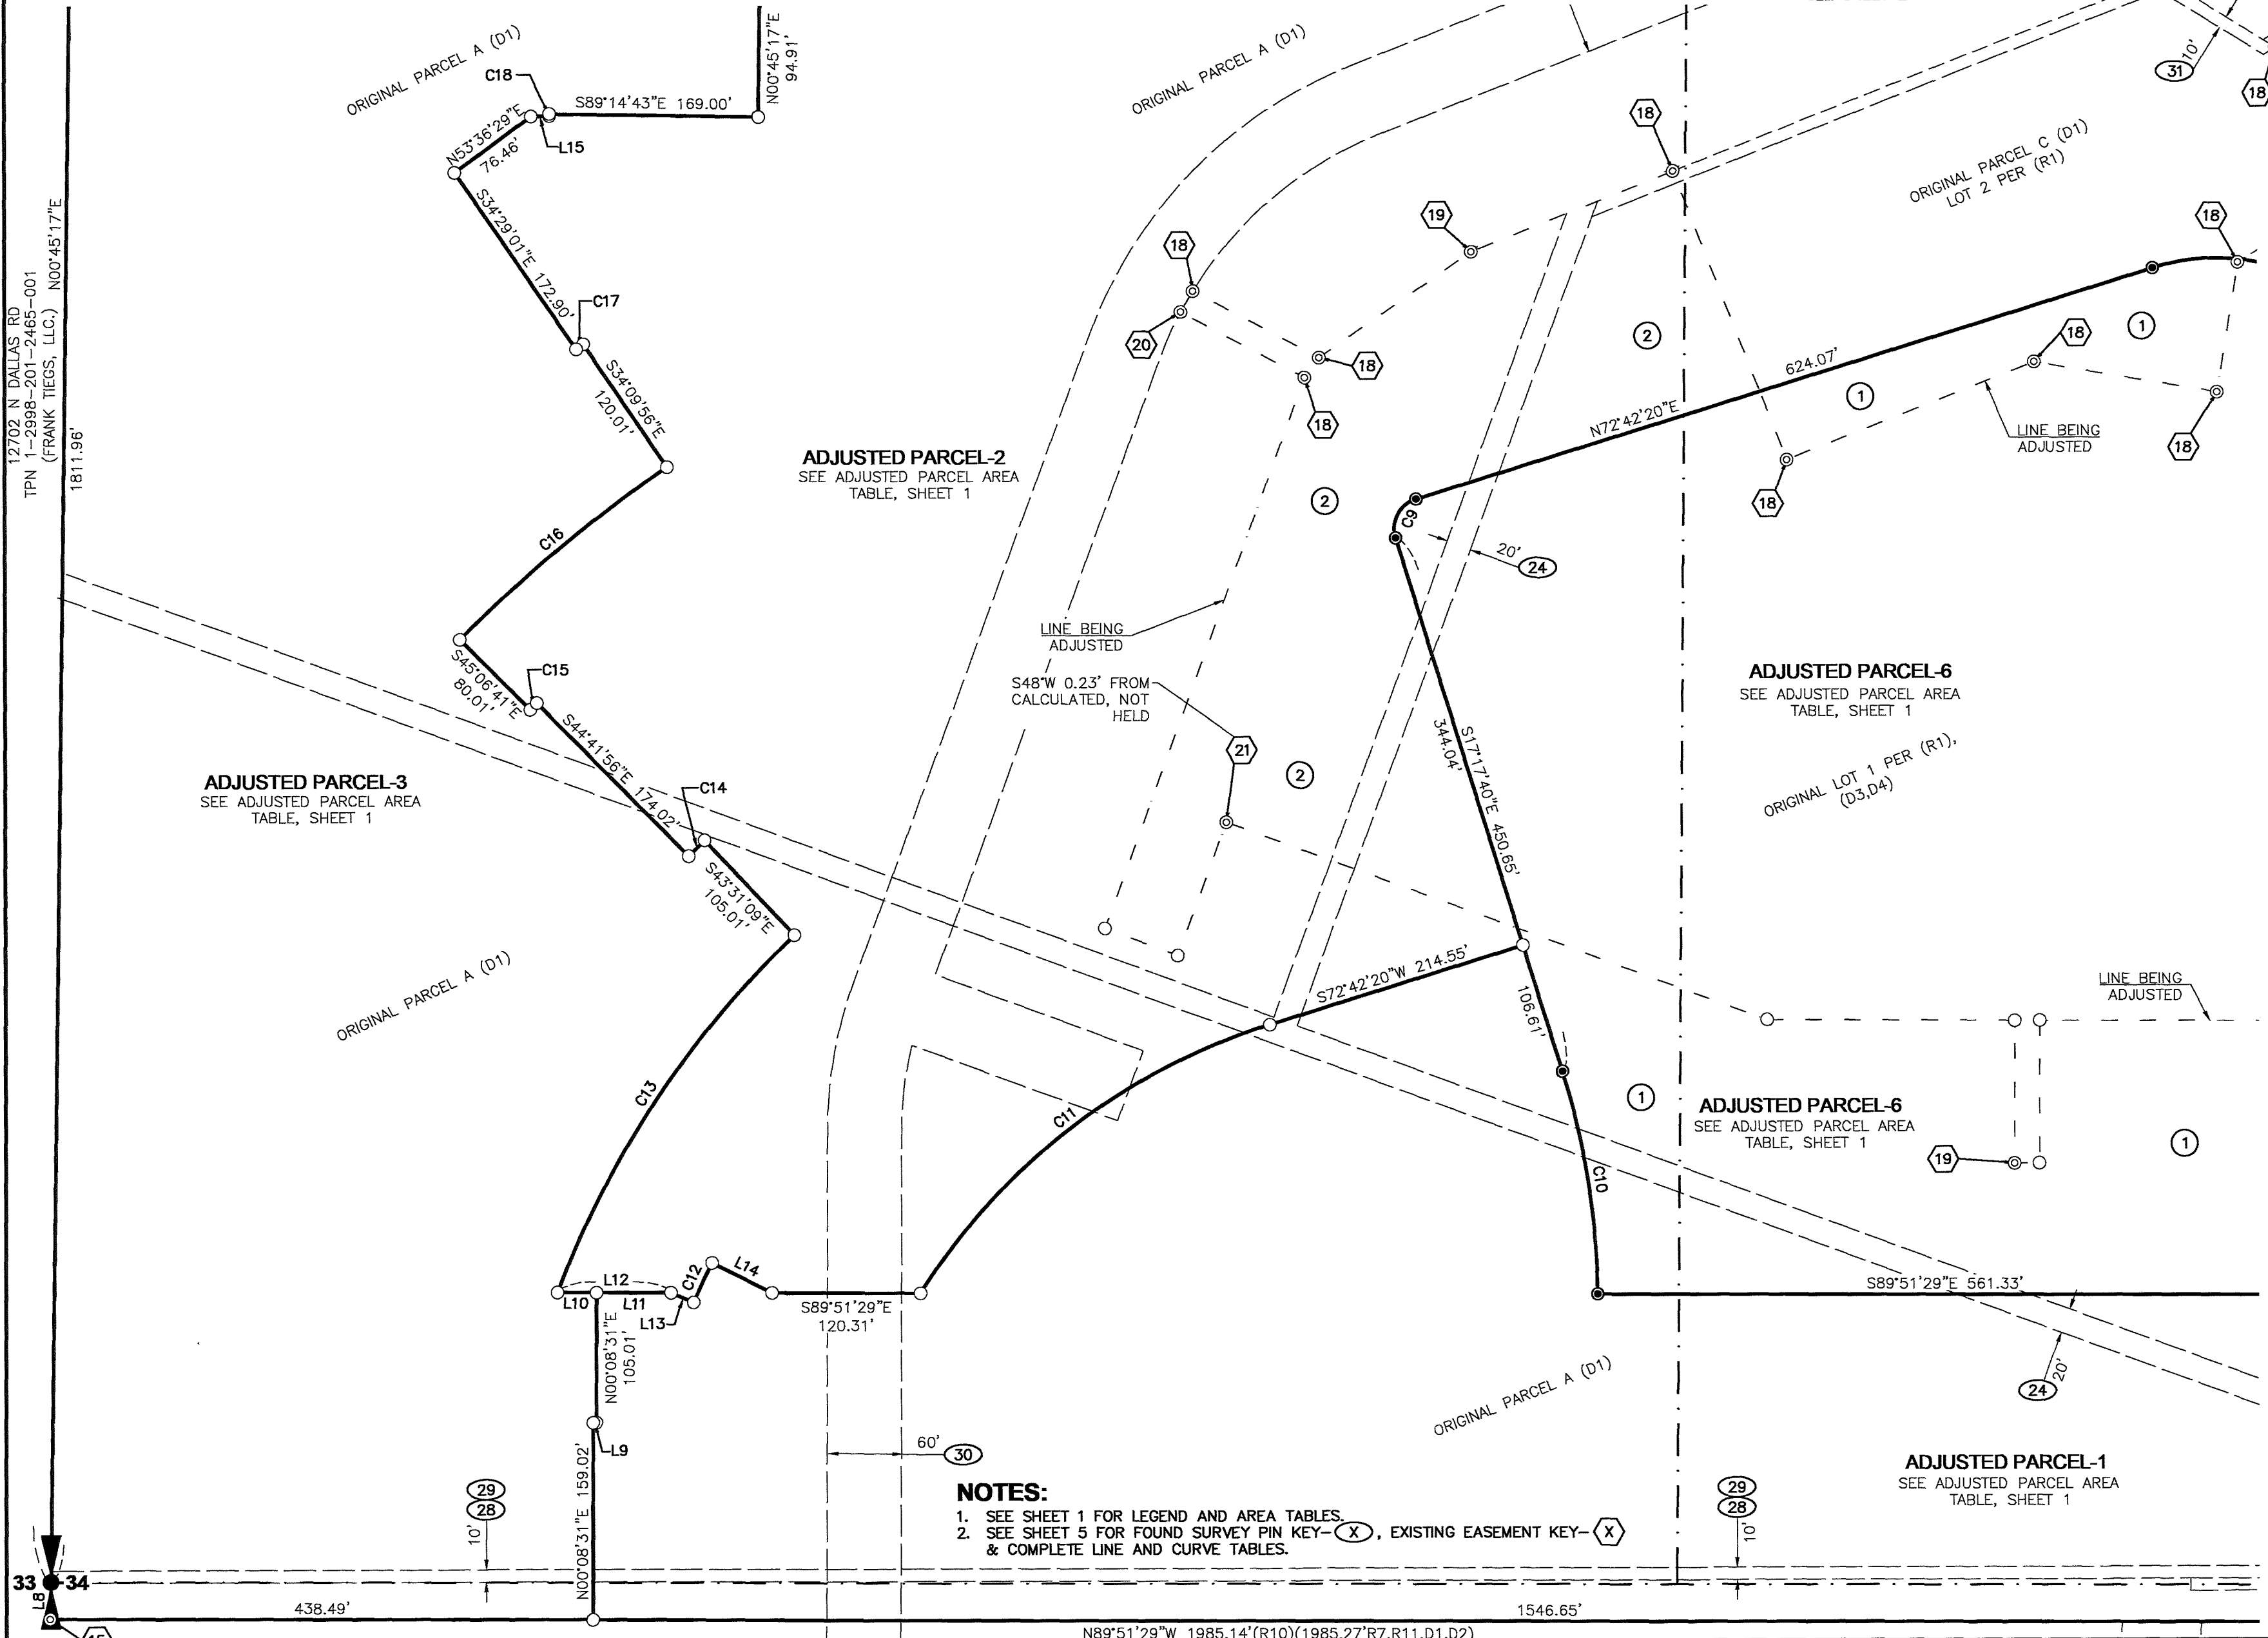 ORIGINAL PARCEL A (D1)
C18
S89°14'43"E 169.00'
N00°45'17"E
94.91'
N53°36'29"E
76.46'
L15
ORIGINAL PARCEL A (D1)
31
10'
18
18
ORIGINAL PARCEL C (D1)
LOT 2 PER (R1)
18
19
18
20
18
18
2
1
18
624.07'
1
N72°42'20"E
LINE BEING
ADJUSTED
18
18
12702 N DALLAS RD
TPN 1-2998-201-2465-001
(FRANK TIEGS, LLC.)
N00°45'17"E
1811.96'
S34°29'01"E 172.90'
C17
S34°09'56"E
120.01'
ADJUSTED PARCEL-2
SEE ADJUSTED PARCEL AREA
TABLE, SHEET 1
2
C9
20'
24
C16
LINE BEING
ADJUSTED
S48°W 0.23' FROM
CALCULATED, NOT
HELD
21
2
S45°06'41"E
80.01'
C15
S44°41'56"E 174.02'
C14
S43°31'09"E
105.01'
ADJUSTED PARCEL-3
SEE ADJUSTED PARCEL AREA
TABLE, SHEET 1
S17°17'40"E 450.65'
344.04'
ADJUSTED PARCEL-6
SEE ADJUSTED PARCEL AREA
TABLE, SHEET 1
ORIGINAL LOT 1 PER (R1),
(D3,D4)
ORIGINAL PARCEL A (D1)
S72°42'20"W 214.55'
106.61'
LINE BEING
ADJUSTED
C13
C11
1
ADJUSTED PARCEL-6
SEE ADJUSTED PARCEL AREA
TABLE, SHEET 1
19
1
C10
L12
L10
L11
L13
C12
L14
S89°51'29"E
120.31'
S89°51'29"E 561.33'
N00°08'31"E
105.01'
L9
N00°08'31"E 159.02'
60'
30
ORIGINAL PARCEL A (D1)
24
20'
ADJUSTED PARCEL-1
SEE ADJUSTED PARCEL AREA
TABLE, SHEET 1
29
28
10'
NOTES:
1. SEE SHEET 1 FOR LEGEND AND AREA TABLES.
2. SEE SHEET 5 FOR FOUND SURVEY PIN KEY- X , EXISTING EASEMENT KEY- X
& COMPLETE LINE AND CURVE TABLES.
29
28
10'
33 34
L8
438.49'
1546.65'
N89°51'29"W 1985.14'(R10)(1985.27'R7,R11,D1,D2)